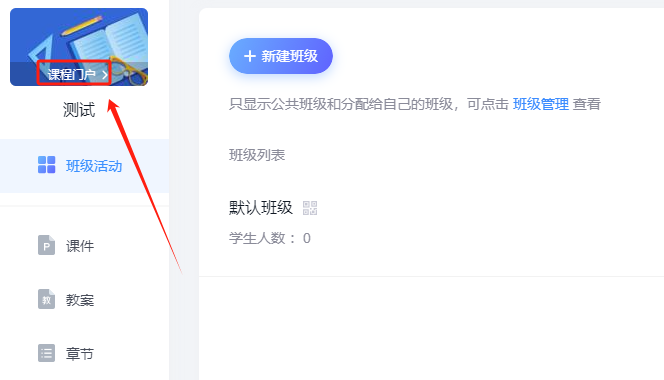 课程门户 >
测试
班级活动
P 课件
教 教案
章节
+ 新建班级
只显示公共班级和分配给自己的班级，可点击 班级管理 查看
班级列表
默认班级
学生人数： 0